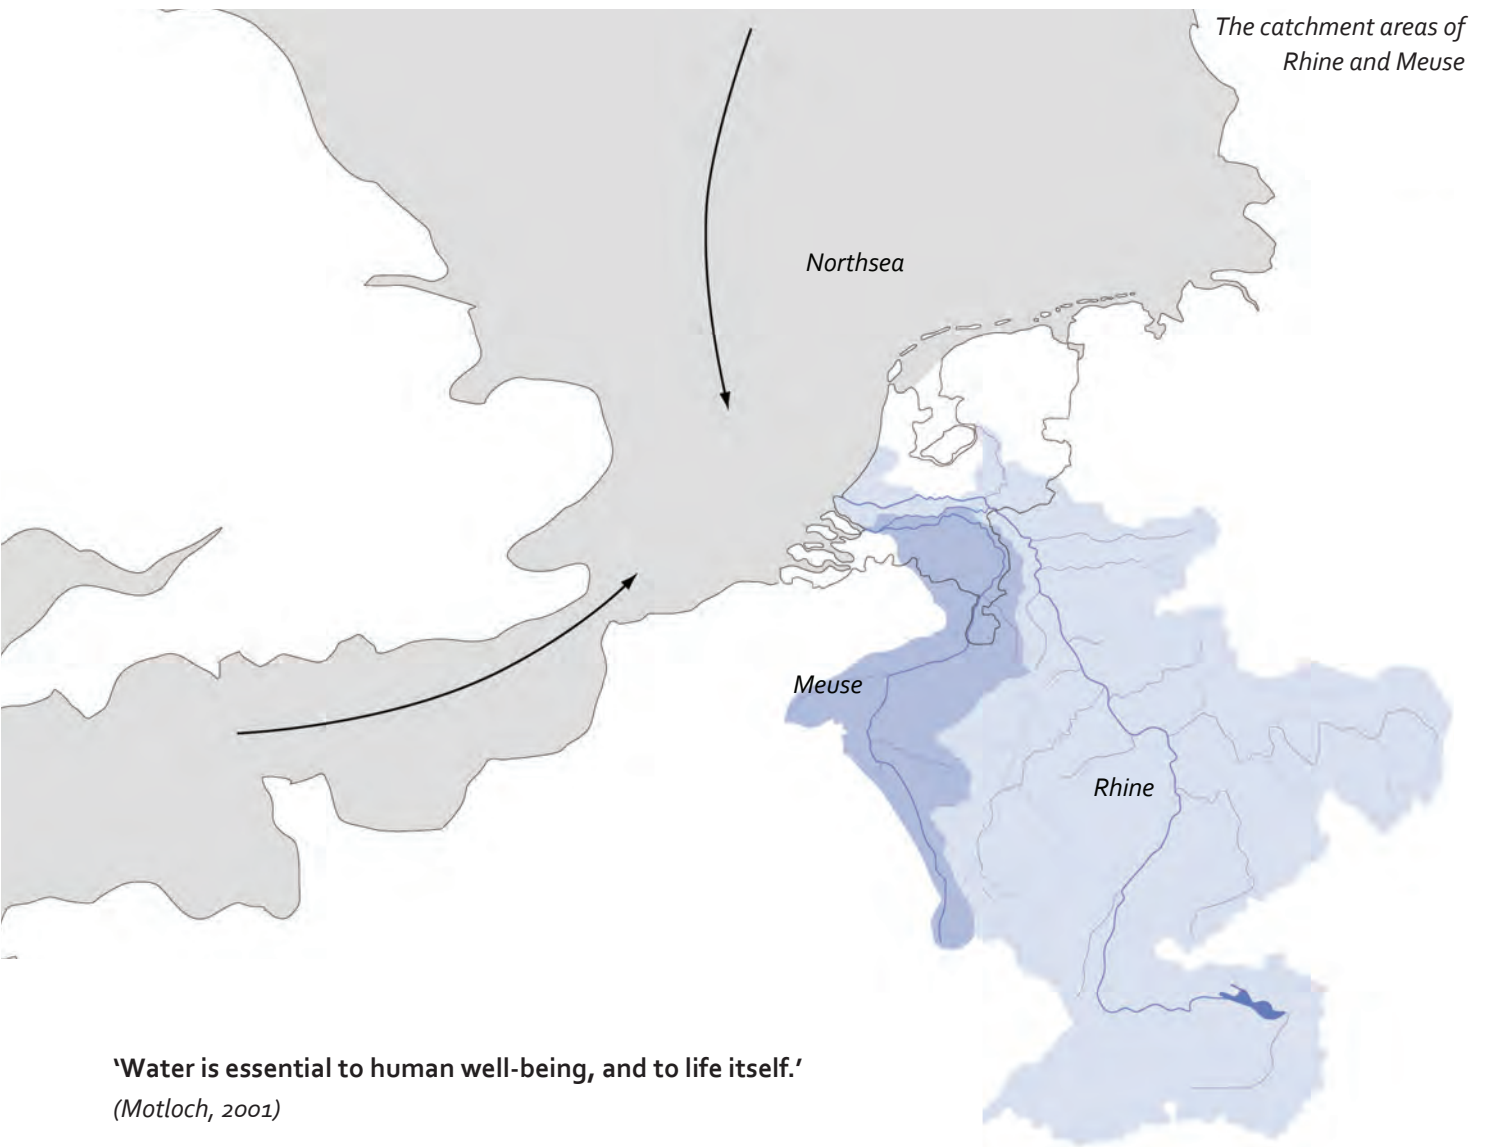 The catchment areas of
Rhine and Meuse
Northsea
Meuse
Rhine
‘Water is essential to human well-being, and to life itself.’
(Motloch, 2001)